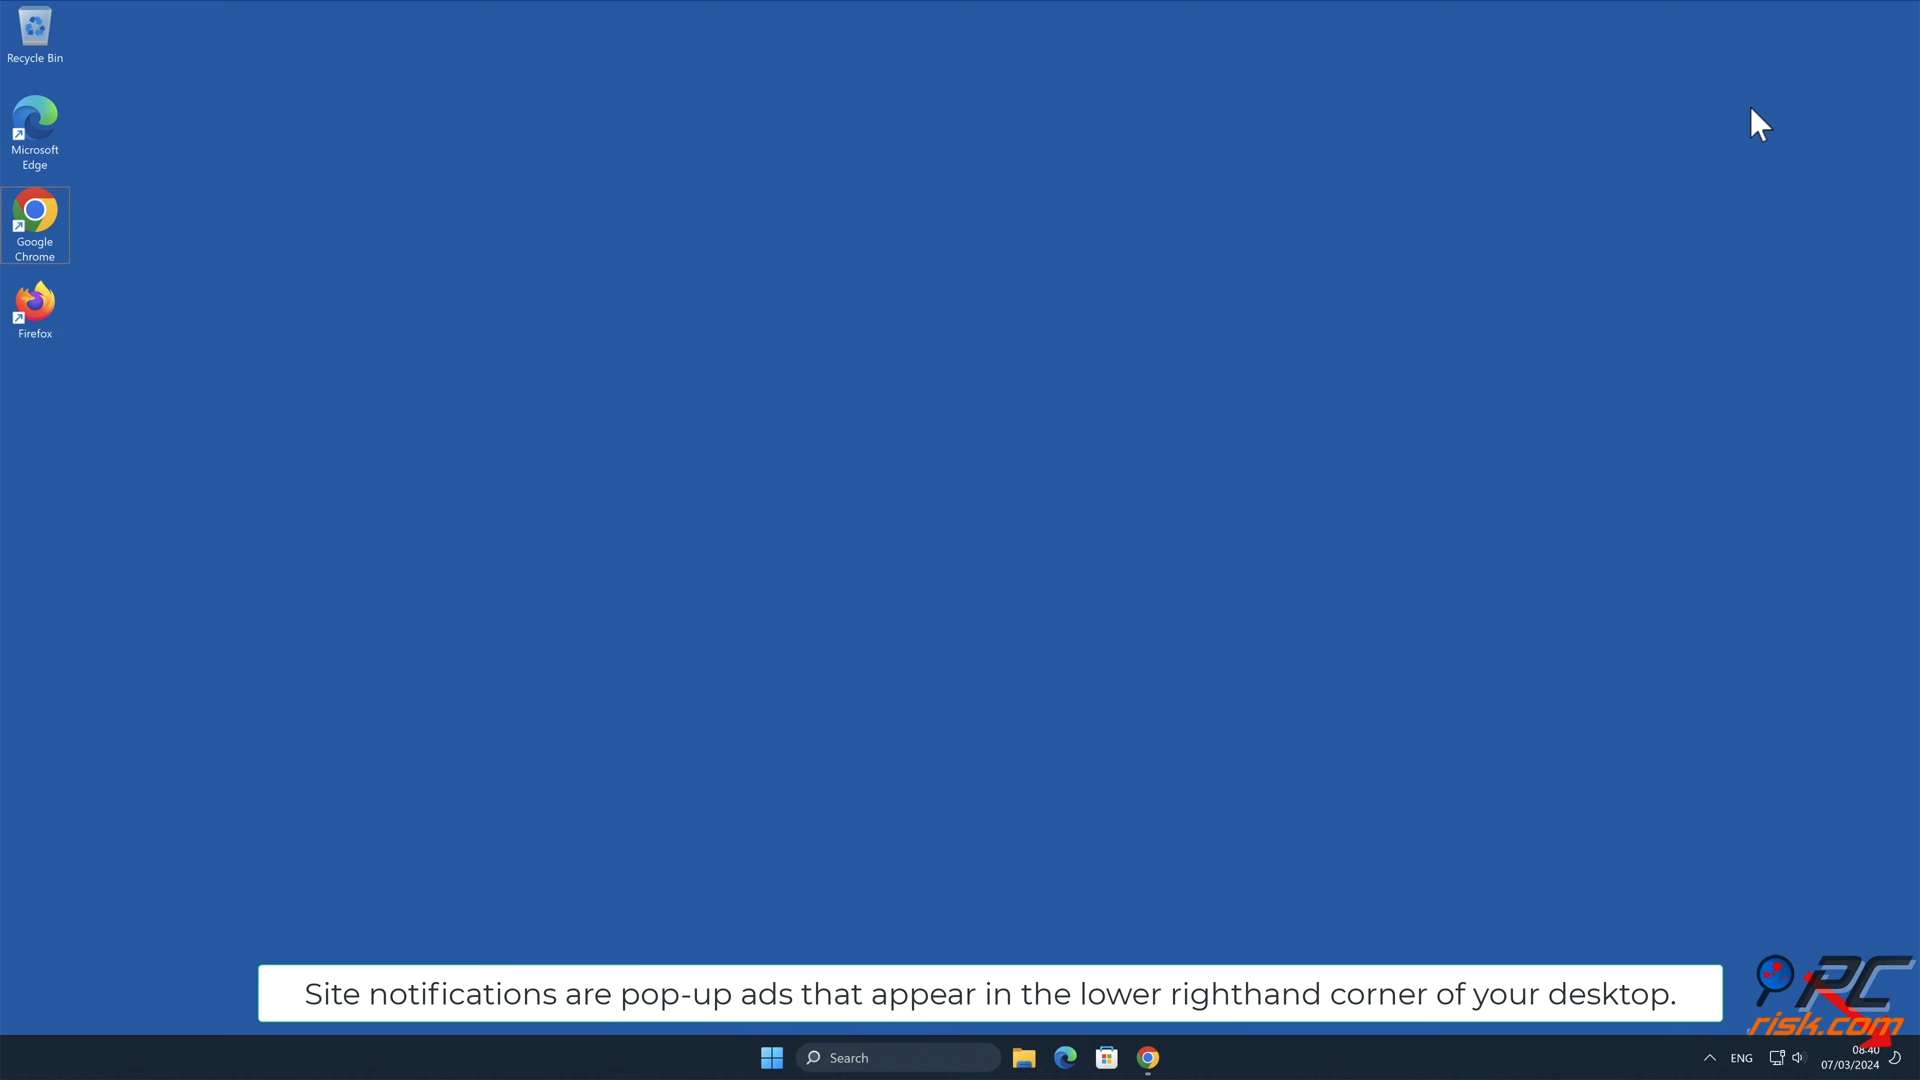 Recycle Bin
Microsoft
Edge
Google
Chrome
Firefox
Site notifications are pop-up ads that appear in the lower righthand corner of your desktop.
PC
risk.com
Search
ENG
08:40
07/03/2024